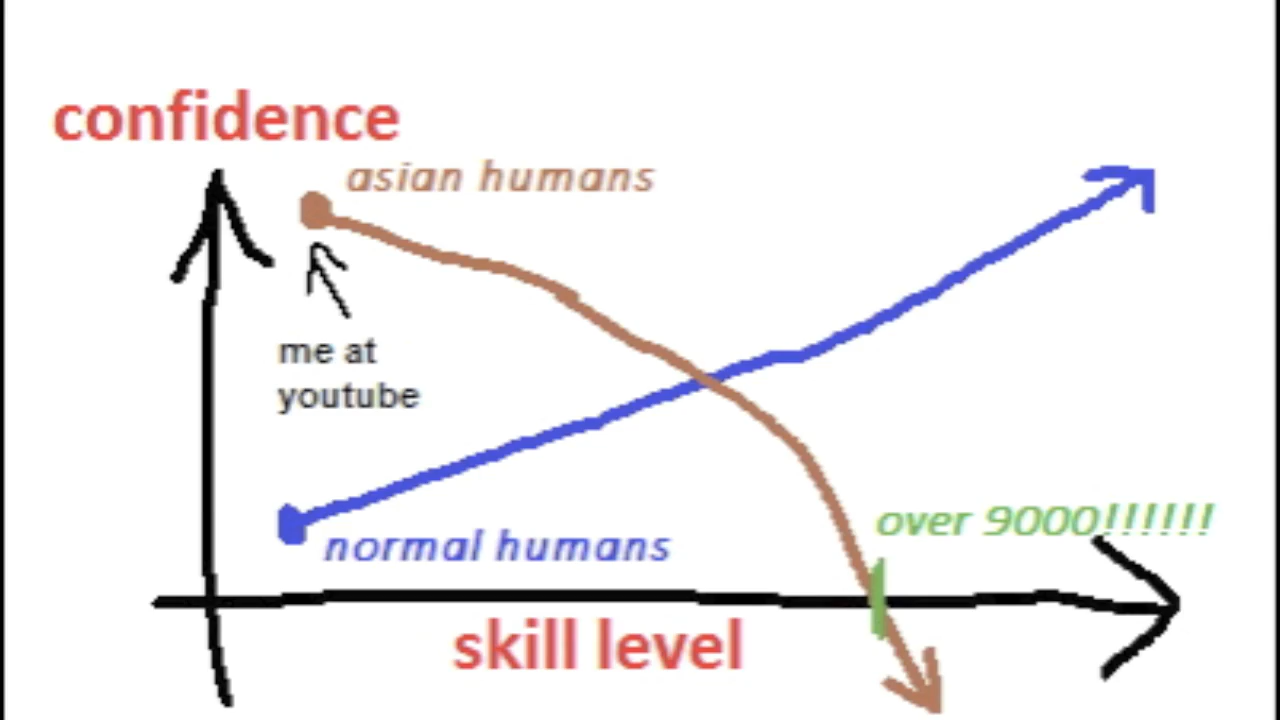 confidence
asian humans
me at
youtube
over 9000!!!!!!
normal humans
skill level